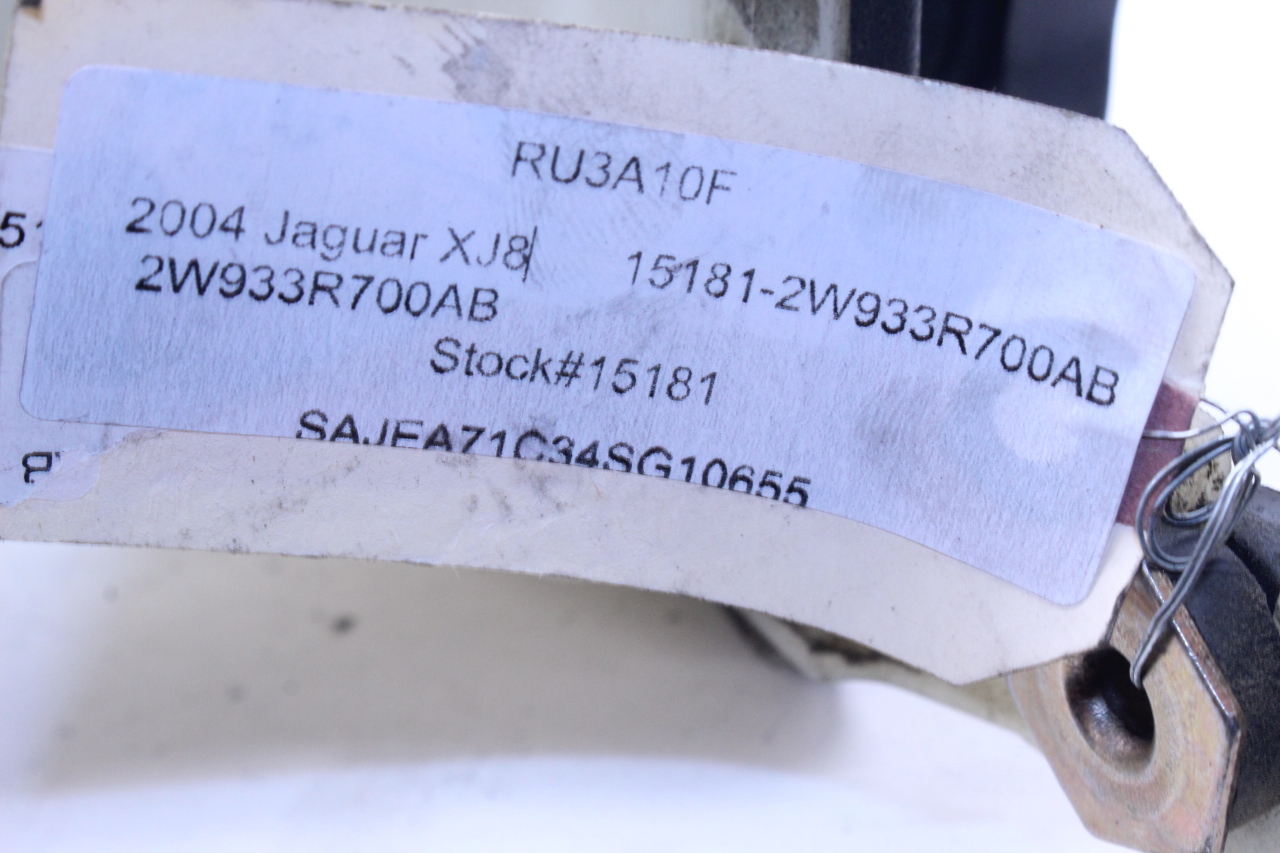 RU3A10F
2004 Jaguar XJ8 15181-2W933R700AB
2W933R700AB
Stock#15181
SAJEA71C34SG10655